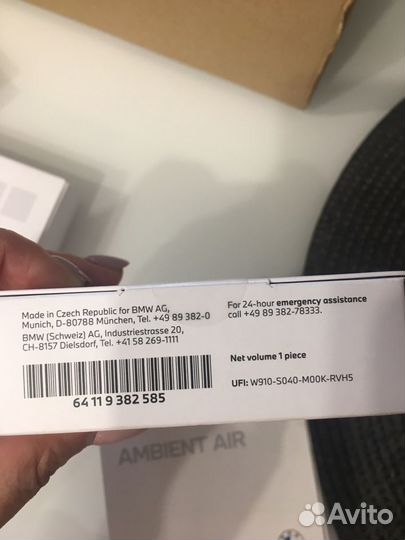 Made in Czech Republic for BMW AG,
Munich, D-80788 München, Tel. +49 89 382-0
BMW (Schweiz) AG, Industriestrasse 20,
CH-8157 Dielsdorf, Tel. +41 58 269-1111
64 11 9 382 585
For 24-hour emergency assistance
call +49 89 382-78333.
Net volume 1 piece
UFI: W910-S040-M00K-RVH5
AMBIENT AIR
Avito